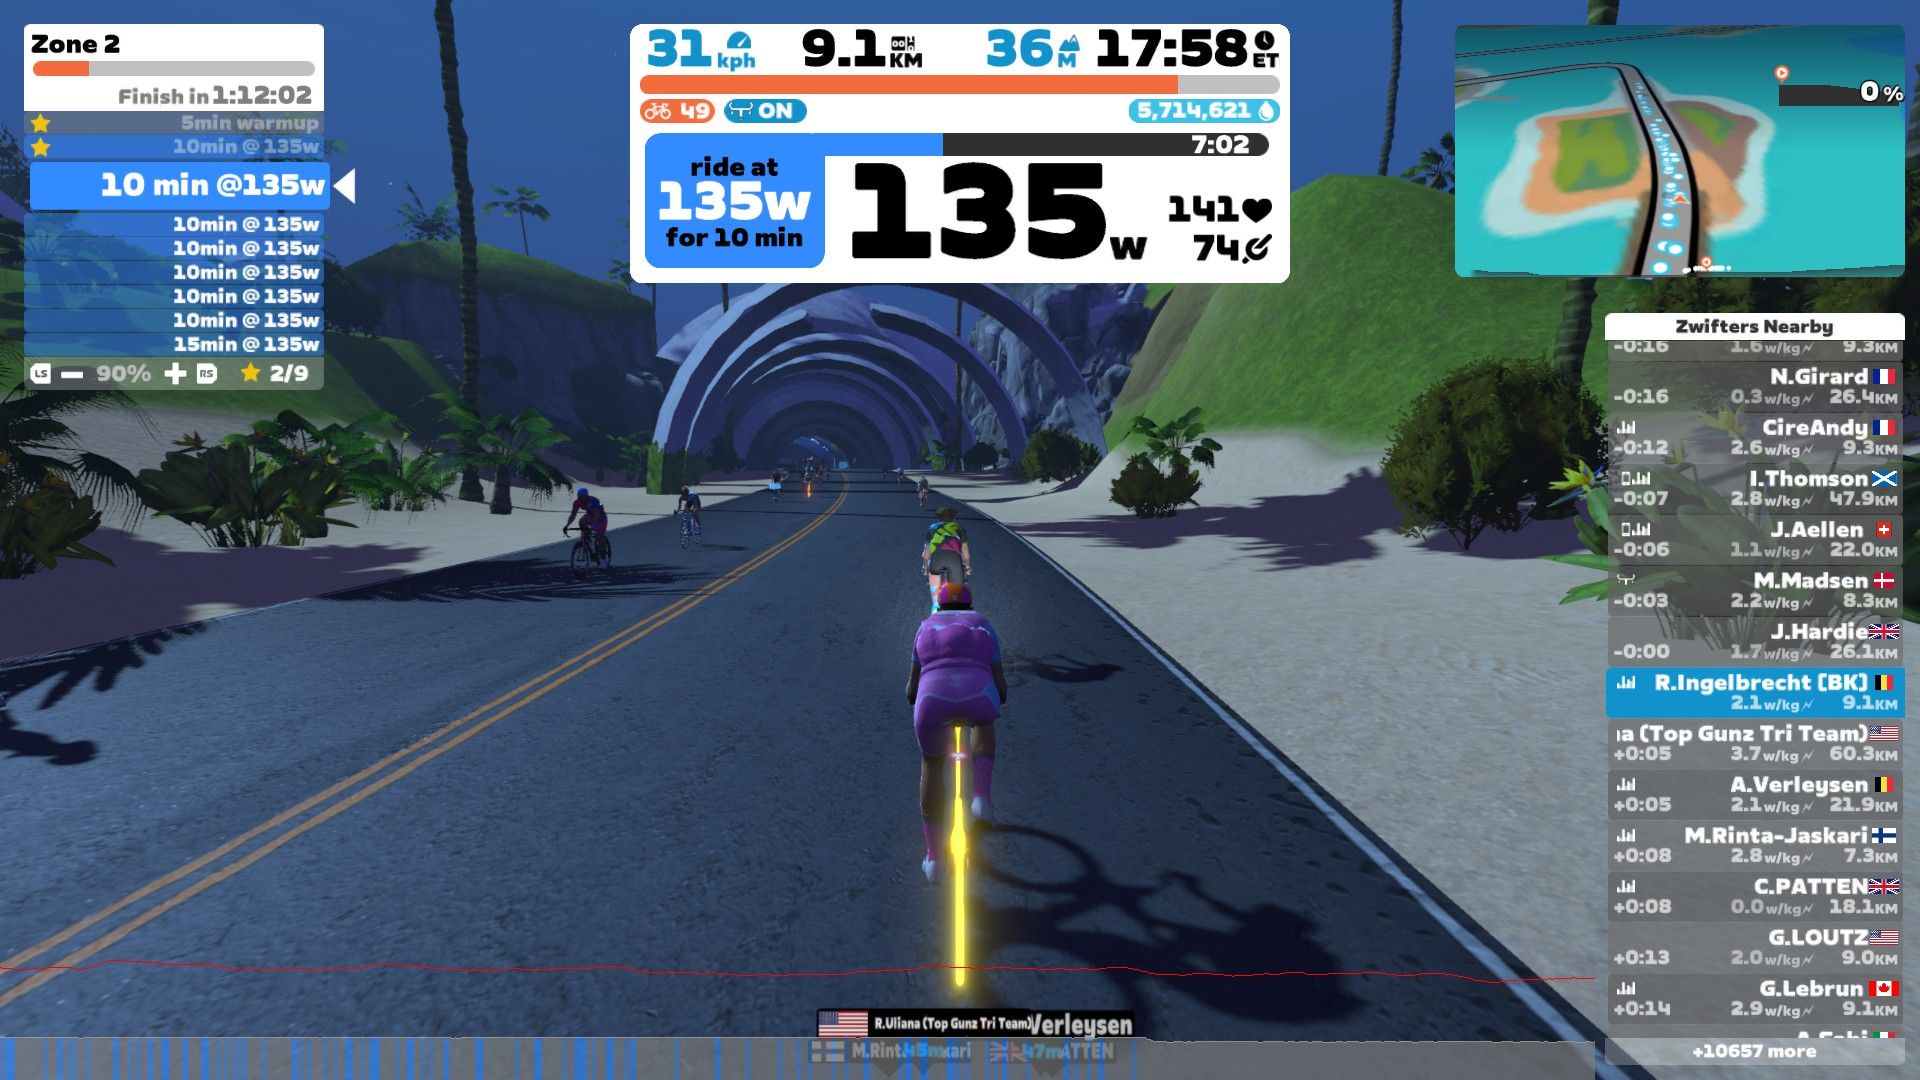 Zone 2
Finish in 1:12:02
5min warmup
10min @ 135w
10 min @135w
10min @ 135w
10min @ 135w
10min @ 135w
10min @ 135w
10min @ 135w
15min @ 135w
LS 90% RS 2/9
31 kph 9.1 KM 36 M 17:58 ET
49 ON 5,714,621
7:02
ride at
135w
for 10 min
135 w
141
74
0%
Zwifters Nearby
-0:16 1.6 w/kg 9.3KM
N.Girard
-0:16 0.3 w/kg 26.4KM
CireAndy
-0:12 2.6 w/kg 9.3KM
I.Thomson
-0:07 2.8 w/kg 47.9KM
J.Aellen
-0:06 1.1 w/kg 22.0KM
M.Madsen
-0:03 2.2 w/kg 8.3KM
J.Hardie
-0:00 1.7 w/kg 26.1KM
R.Ingelbrecht (BK)
2.1 w/kg 9.1KM
(Top Gunz Tri Team)
+0:05 3.7 w/kg 60.3KM
A.Verleysen
+0:05 2.1 w/kg 21.9KM
M.Rinta-Jaskari
+0:08 2.8 w/kg 7.3KM
C.PATTEN
+0:08 0.0 w/kg 18.1KM
G.LOUTZ
+0:13 2.0 w/kg 9.0KM
G.Lebrun
+0:14 2.9 w/kg 9.1KM
+10657 more
R.Uliana (Top Gunz Tri Team) Verleysen